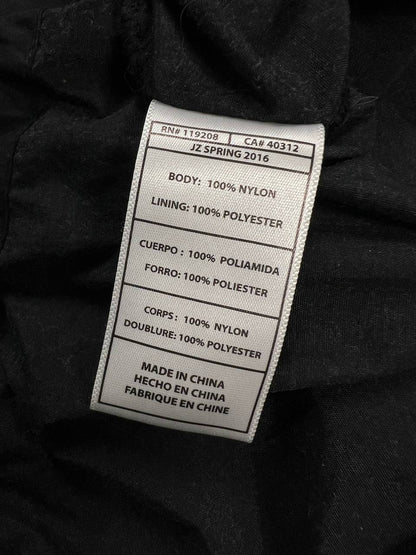 RN# 119208 CA# 40312
JZ SPRING 2016
BODY: 100% NYLON
LINING: 100% POLYESTER
CUERPO : 100% POLIAMIDA
FORRO: 100% POLIESTER
CORPS : 100% NYLON
DOUBLURE: 100% POLYESTER
MADE IN CHINA
HECHO EN CHINA
FABRIQUE EN CHINE